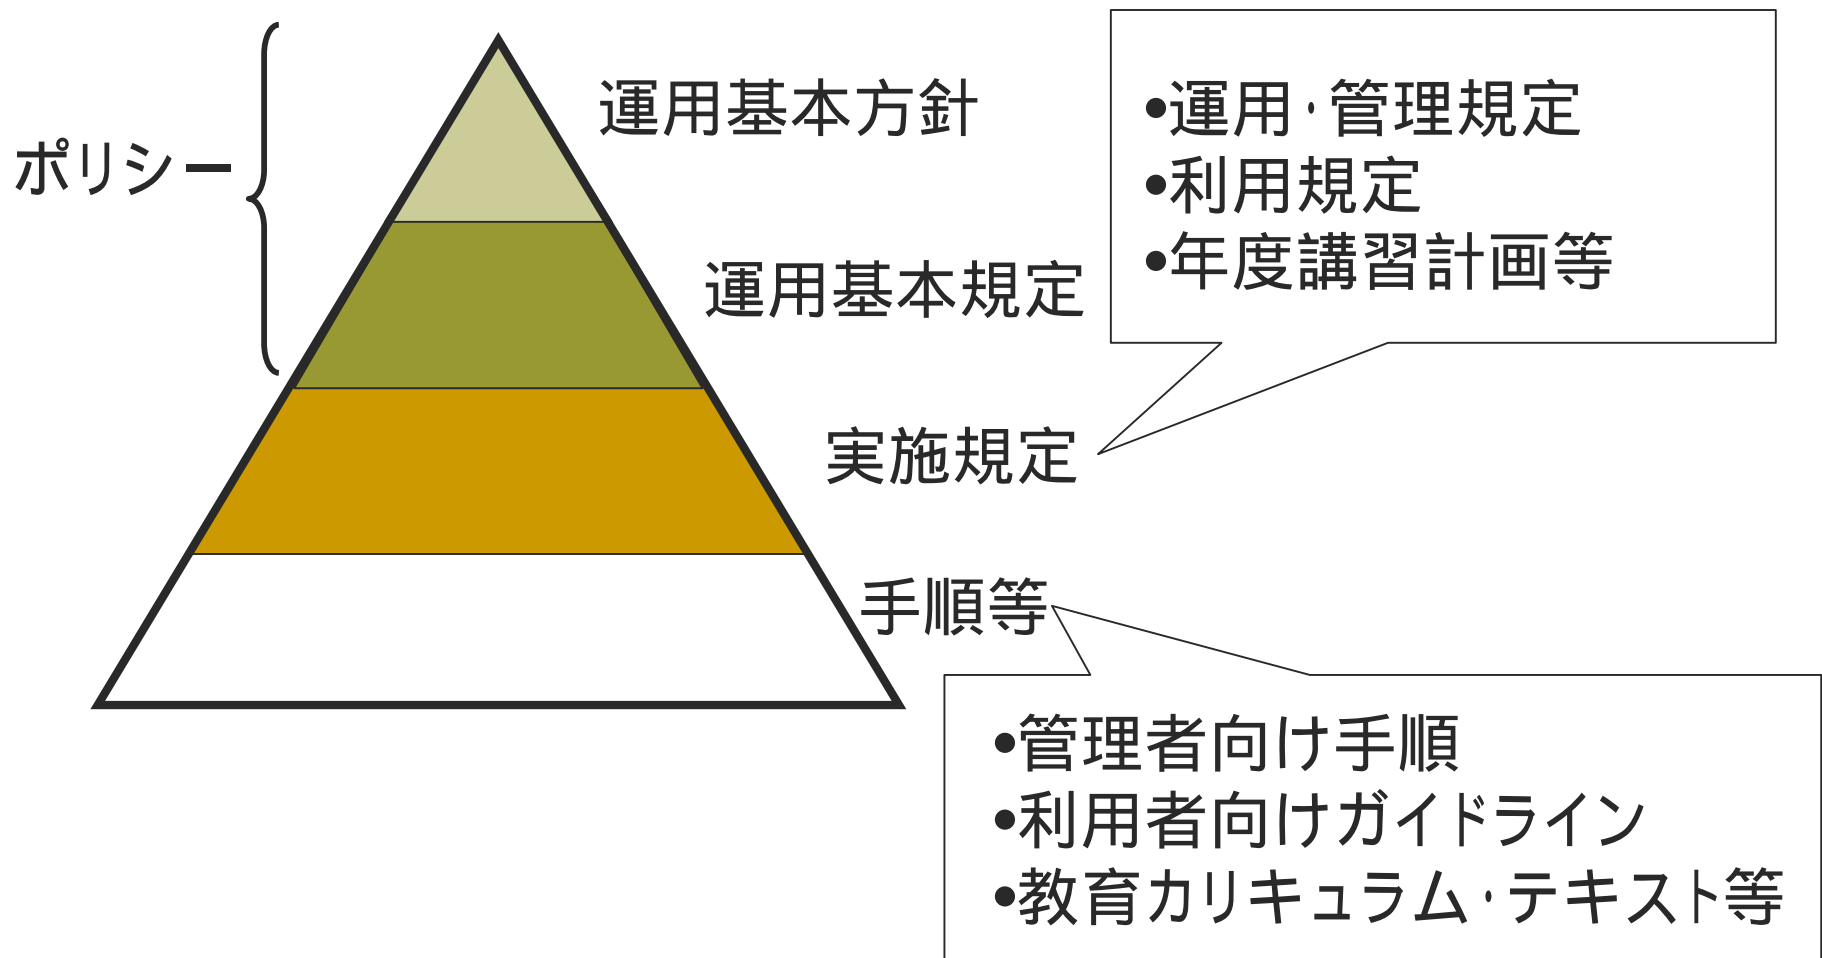 ポリシー
運用基本方針
運用基本規定
実施規定
手順等
•運用・管理規定
•利用規定
•年度講習計画等
•管理者向け手順
•利用者向けガイドライン
•教育カリキュラム・テキスト等